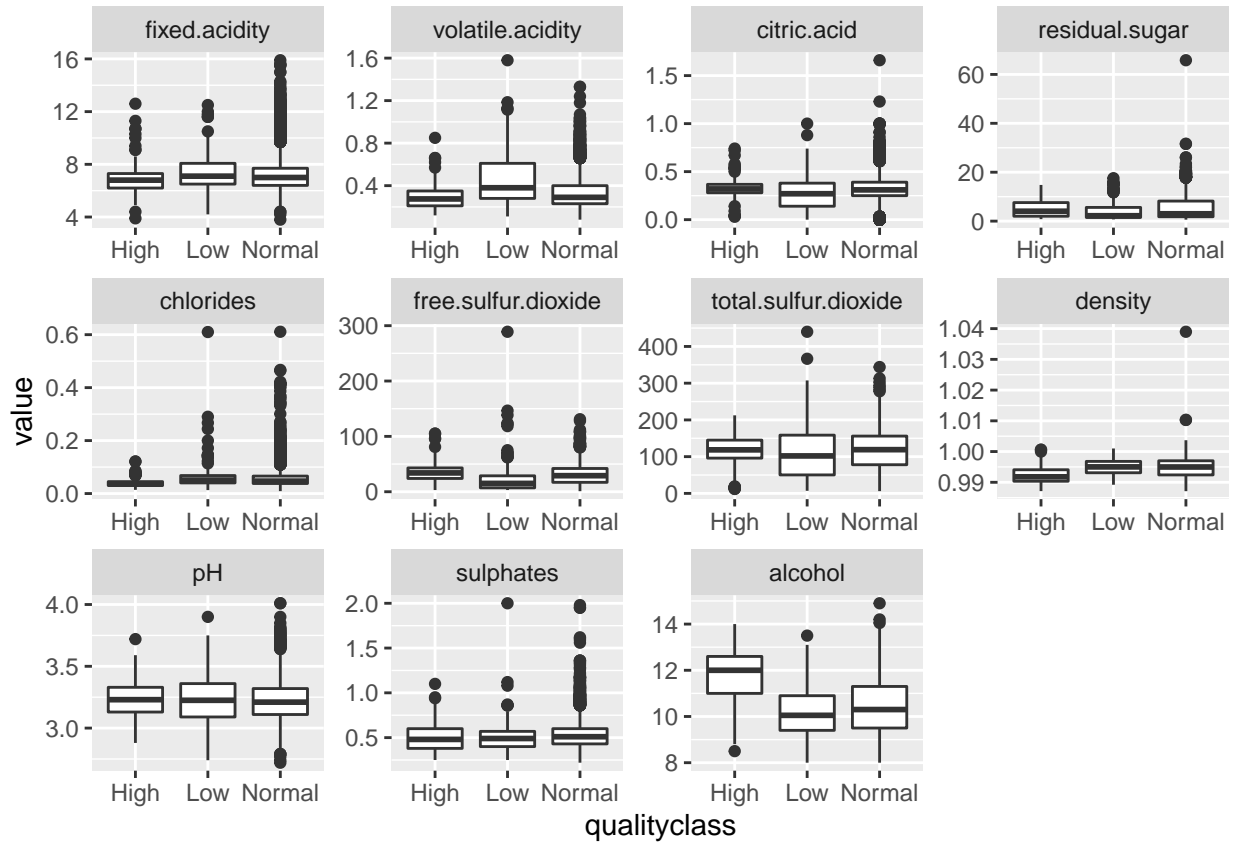 fixed.acidity
volatile.acidity
citric.acid
residual.sugar
16
12
8
4
High Low Normal
1.6
1.2
0.8
0.4
High Low Normal
1.5
1.0
0.5
0.0
High Low Normal
60
40
20
0
High Low Normal
chlorides
free.sulfur.dioxide
total.sulfur.dioxide
density
value
0.6
0.4
0.2
0.0
High Low Normal
300
200
100
0
High Low Normal
400
300
200
100
0
High Low Normal
1.04
1.03
1.02
1.01
1.00
0.99
High Low Normal
pH
sulphates
alcohol
4.0
3.5
3.0
High Low Normal
2.0
1.5
1.0
0.5
High Low Normal
14
12
10
8
High Low Normal
qualityclass